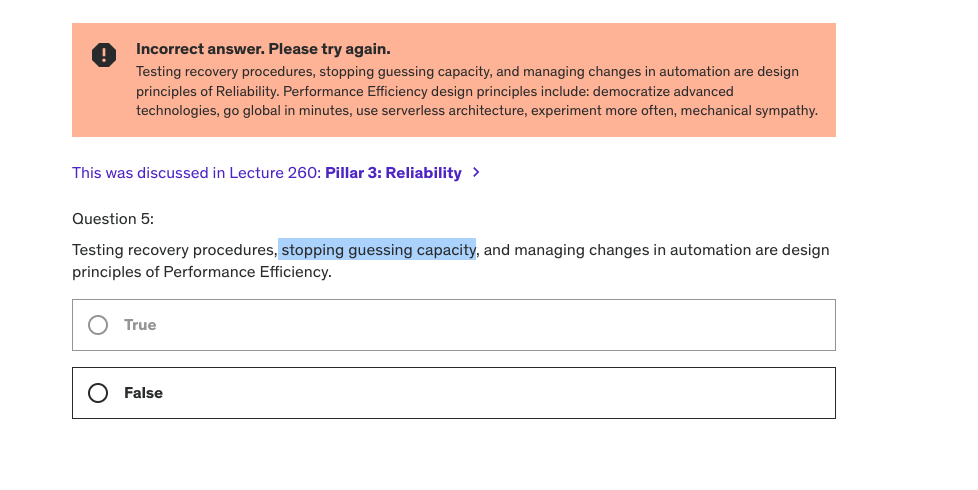 Incorrect answer. Please try again.
Testing recovery procedures, stopping guessing capacity, and managing changes in automation are design
principles of Reliability. Performance Efficiency design principles include: democratize advanced
technologies, go global in minutes, use serverless architecture, experiment more often, mechanical sympathy.
This was discussed in Lecture 260: Pillar 3: Reliability >
Question 5:
Testing recovery procedures, stopping guessing capacity, and managing changes in automation are design
principles of Performance Efficiency.
True
False